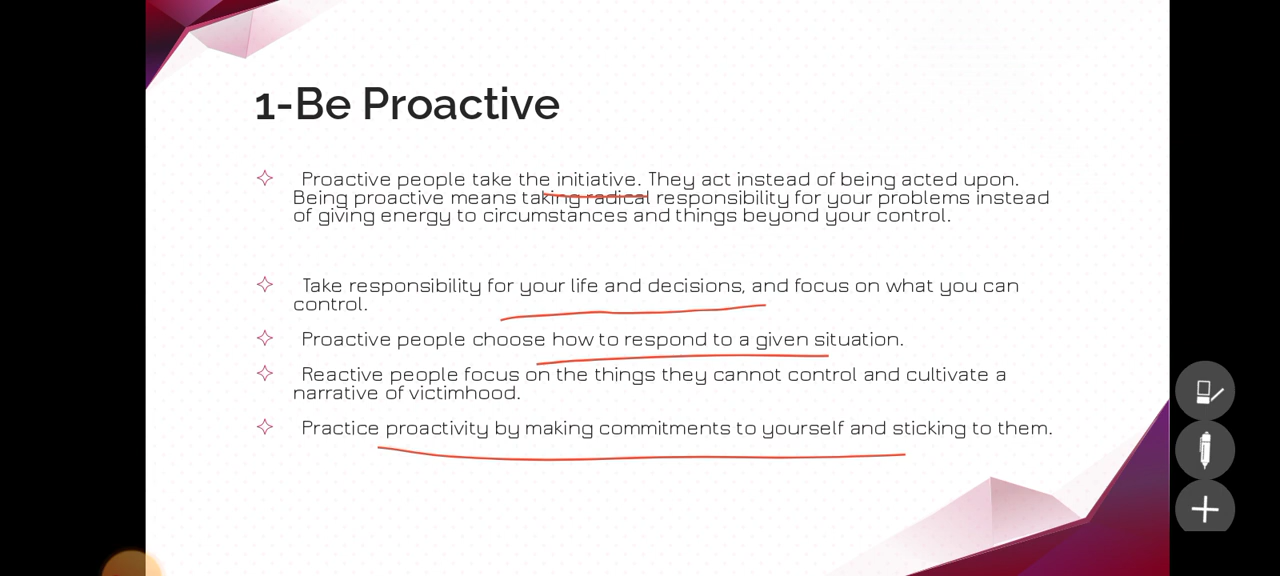 1-Be Proactive
Proactive people take the initiative. They act instead of being acted upon.
Being proactive means taking radical responsibility for your problems instead
of giving energy to circumstances and things beyond your control.
Take responsibility for your life and decisions, and focus on what you can
control.
Proactive people choose how to respond to a given situation.
Reactive people focus on the things they cannot control and cultivate a
narrative of victimhood.
Practice proactivity by making commitments to yourself and sticking to them.